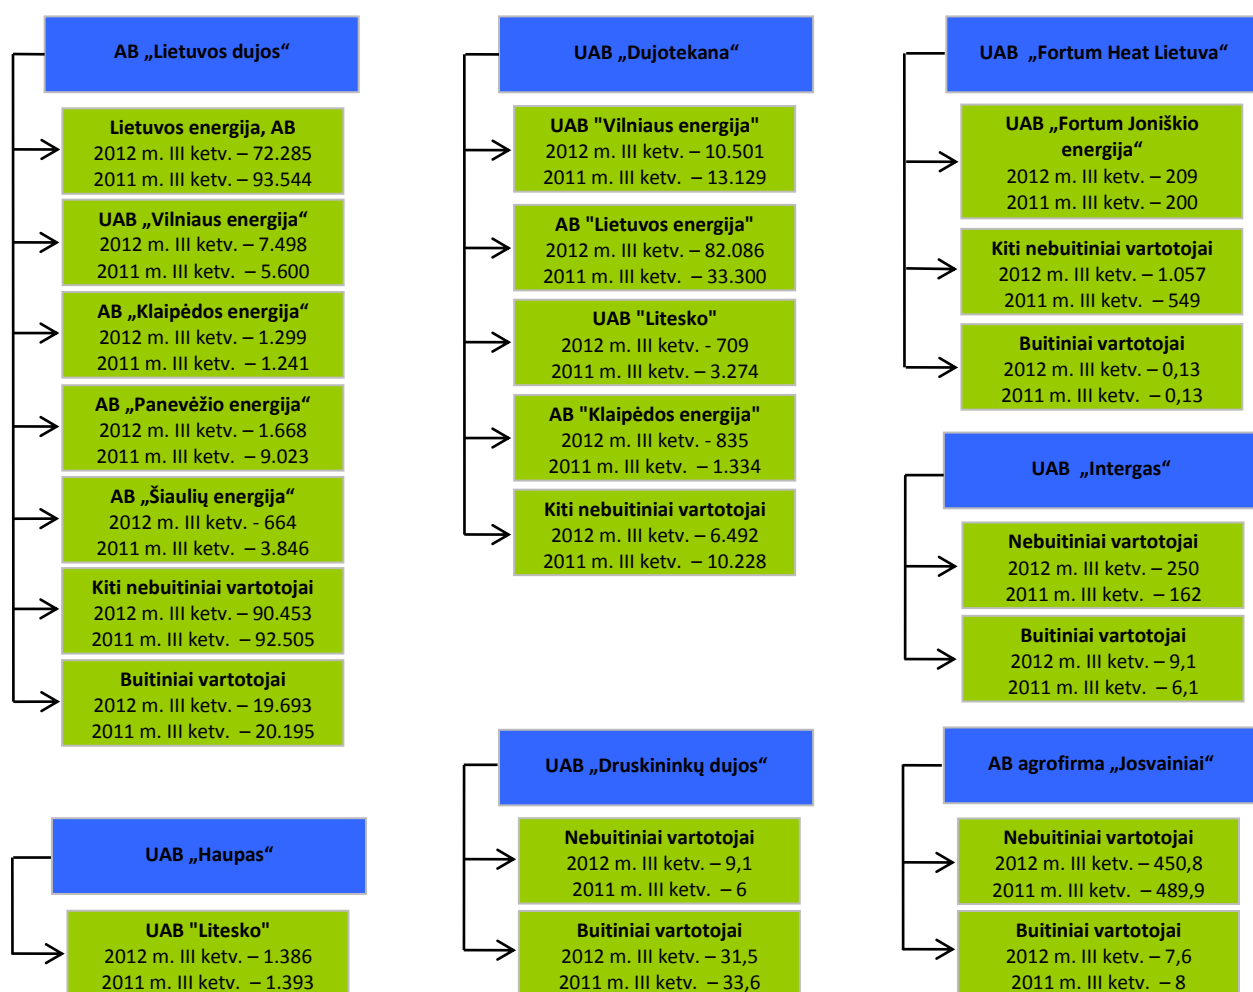 AB „Lietuvos dujos“
Lietuvos energija, AB
2012 m. III ketv. – 72.285
2011 m. III ketv. – 93.544
UAB „Vilniaus energija“
2012 m. III ketv. – 7.498
2011 m. III ketv. – 5.600
AB „Klaipėdos energija“
2012 m. III ketv. – 1.299
2011 m. III ketv. – 1.241
AB „Panevėžio energija“
2012 m. III ketv. – 1.668
2011 m. III ketv. – 9.023
AB „Šiaulių energija“
2012 m. III ketv. - 664
2011 m. III ketv. – 3.846
Kiti nebuitiniai vartotojai
2012 m. III ketv. – 90.453
2011 m. III ketv. – 92.505
Buitiniai vartotojai
2012 m. III ketv. – 19.693
2011 m. III ketv. – 20.195
UAB „Haupas“
UAB "Litesko"
2012 m. III ketv. – 1.386
2011 m. III ketv. – 1.393
UAB „Dujotekana“
UAB "Vilniaus energija"
2012 m. III ketv. – 10.501
2011 m. III ketv. – 13.129
AB "Lietuvos energija"
2012 m. III ketv. – 82.086
2011 m. III ketv. – 33.300
UAB "Litesko"
2012 m. III ketv. - 709
2011 m. III ketv. – 3.274
AB "Klaipėdos energija"
2012 m. III ketv. - 835
2011 m. III ketv. – 1.334
Kiti nebuitiniai vartotojai
2012 m. III ketv. – 6.492
2011 m. III ketv. – 10.228
UAB „Druskininkų dujos“
Nebuitiniai vartotojai
2012 m. III ketv. – 9,1
2011 m. III ketv. – 6
Buitiniai vartotojai
2012 m. III ketv. – 31,5
2011 m. III ketv. – 33,6
UAB „Fortum Heat Lietuva“
UAB „Fortum Joniškio
energija“
2012 m. III ketv. – 209
2011 m. III ketv. – 200
Kiti nebuitiniai vartotojai
2012 m. III ketv. – 1.057
2011 m. III ketv. – 549
Buitiniai vartotojai
2012 m. III ketv. – 0,13
2011 m. III ketv. – 0,13
UAB „Intergas“
Nebuitiniai vartotojai
2012 m. III ketv. – 250
2011 m. III ketv. – 162
Buitiniai vartotojai
2012 m. III ketv. – 9,1
2011 m. III ketv. – 6,1
AB agrofirma „Josvainiai“
Nebuitiniai vartotojai
2012 m. III ketv. – 450,8
2011 m. III ketv. – 489,9
Buitiniai vartotojai
2012 m. III ketv. – 7,6
2011 m. III ketv. – 8